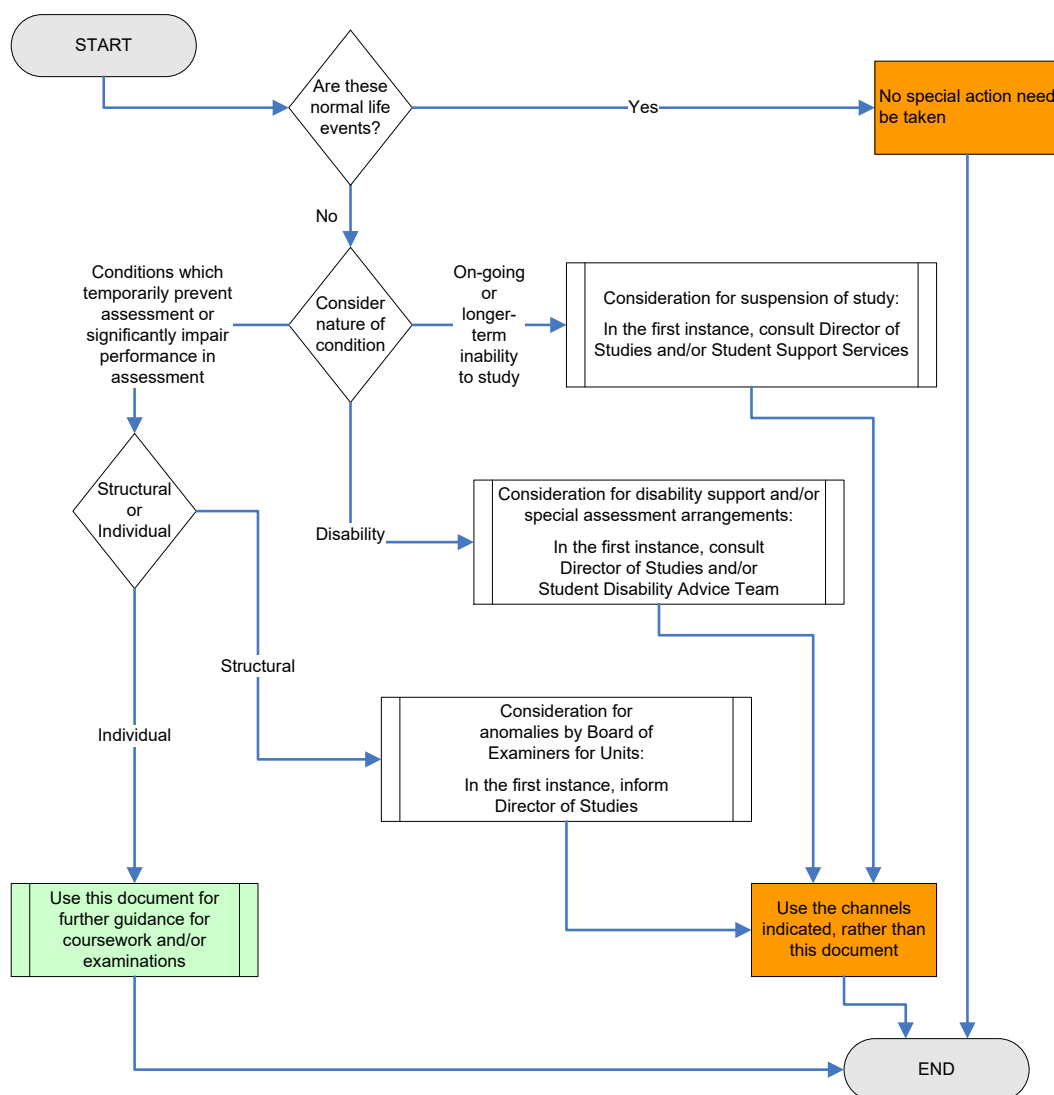 START
Are these
normal life
events?
Yes
No special action need
be taken
No
Conditions which
temporarily prevent
assessment or
significantly impair
performance in
assessment
Consider
nature of
condition
On-going
or
longer-
term
inability
to study
Consideration for suspension of study:
In the first instance, consult Director of
Studies and/or Student Support Services
Structural
or
Individual
Disability
Consideration for disability support and/or
special assessment arrangements:
In the first instance, consult
Director of Studies and/or
Student Disability Advice Team
Structural
Individual
Consideration for
anomalies by Board of
Examiners for Units:
In the first instance, inform
Director of Studies
Use this document for
further guidance for
coursework and/or
examinations
Use the channels
indicated, rather than
this document
END